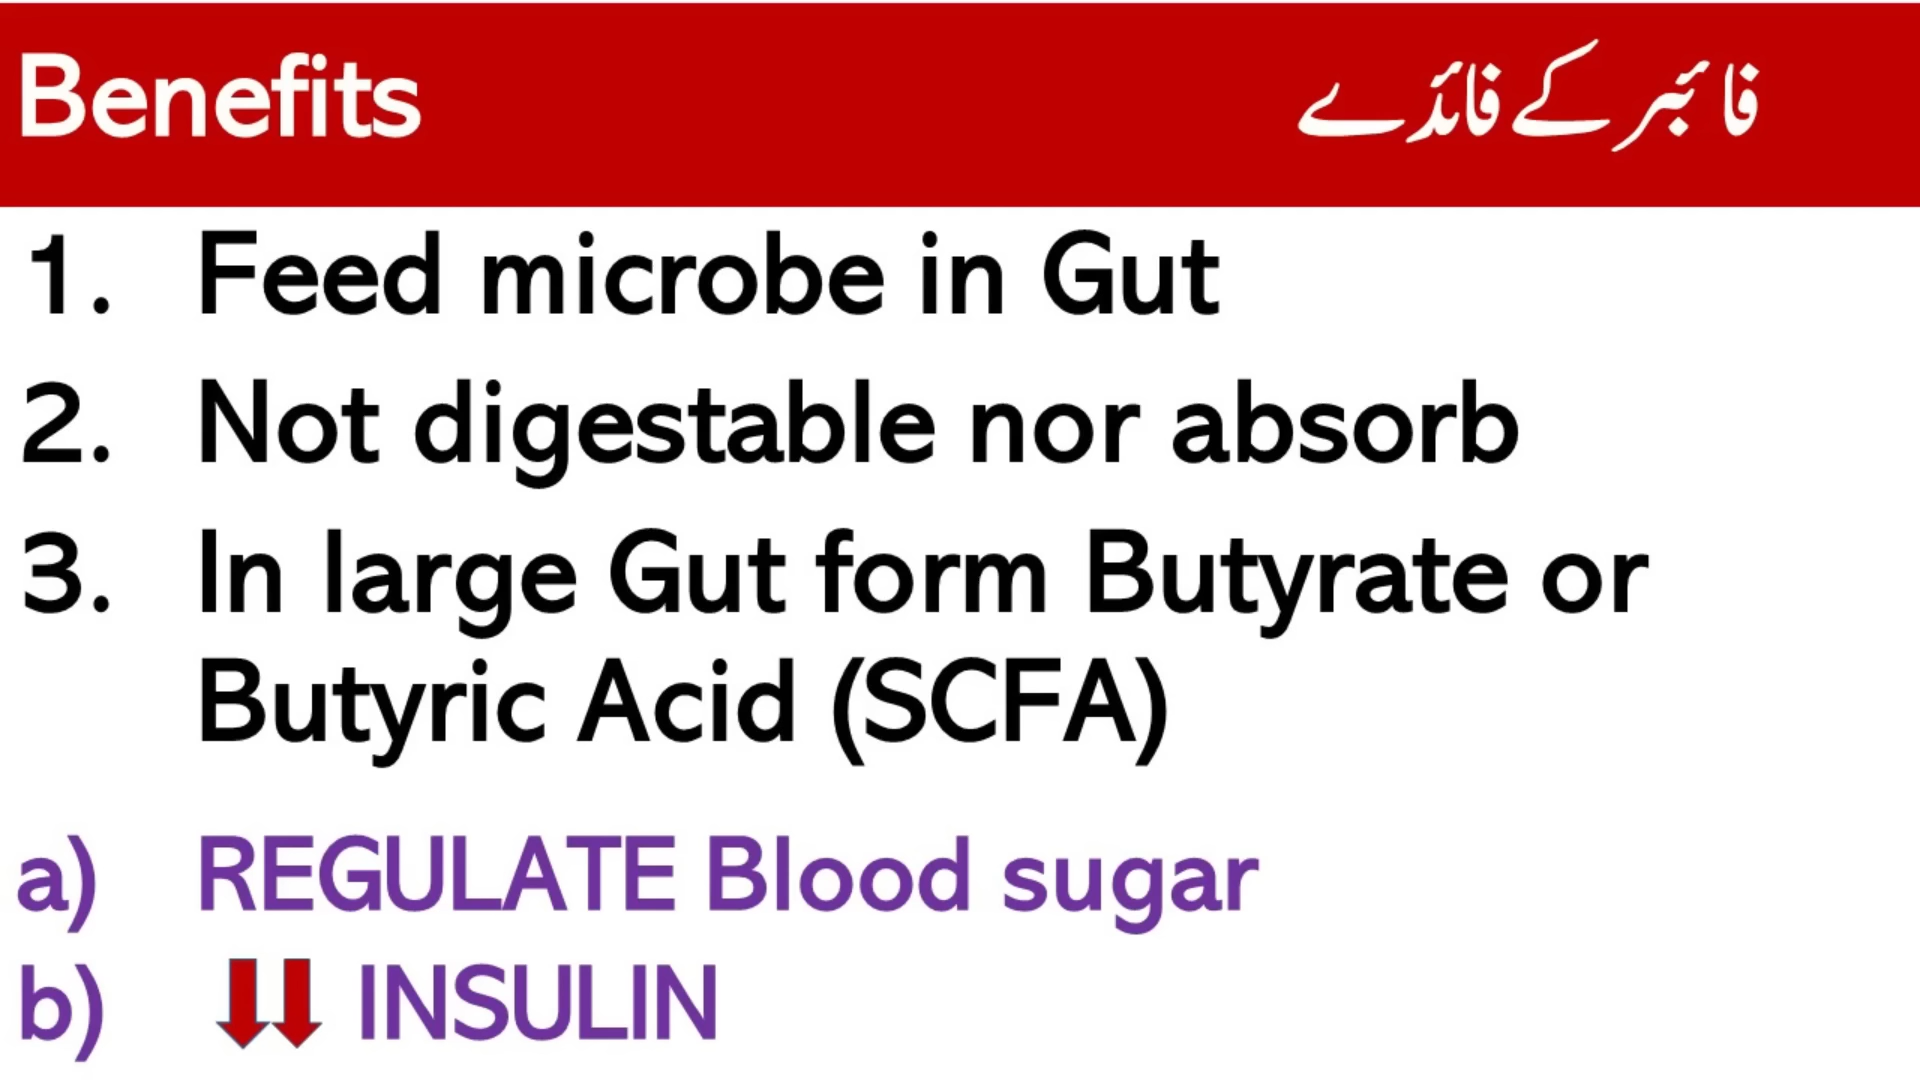 Benefits فائبر کے فائدے
1. Feed microbe in Gut
2. Not digestable nor absorb
3. In large Gut form Butyrate or
Butyric Acid (SCFA)
a) REGULATE Blood sugar
b) ⬇⬇ INSULIN